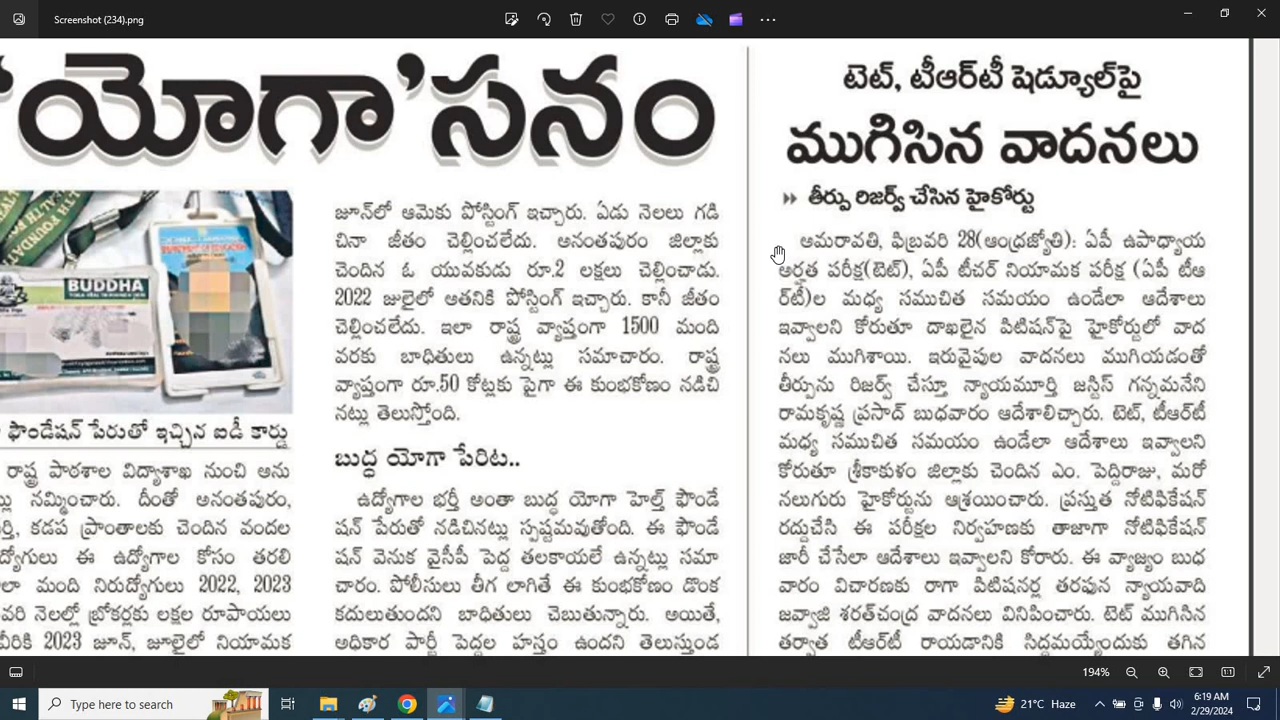 Screenshot (234).png
‘యోగా’సనం
BUDDHA
ఫౌండేషన్ పేరుతో ఇచ్చిన ఐడీ కార్డు
రాష్ట్ర పాఠశాల విద్యాశాఖ నుంచి అను
నమ్మించారు. దీంతో అనంతపురం,
కడప ప్రాంతాలకు చెందిన వందల
ఈ ఉద్యోగాల కోసం తరలి
మంది నిరుద్యోగులు 2022, 2023
నెలల్లో బ్రోకర్లకు లక్షల రూపాయలు
వీరికి 2023 జూన్, జూలైలో నియామక
జూన్‌లో ఆమెకు పోస్టింగ్ ఇచ్చారు. ఏడు నెలలు గడి
చినా జీతం చెల్లించలేదు. అనంతపురం జిల్లాకు
చెందిన ఓ యువకుడు రూ.2 లక్షలు చెల్లించాడు.
2022 జులైలో అతనికి పోస్టింగ్ ఇచ్చారు. కానీ జీతం
చెల్లించలేదు. ఇలా రాష్ట్ర వ్యాప్తంగా 1500 మంది
వరకు బాధితులు ఉన్నట్లు సమాచారం. రాష్ట్ర
వ్యాప్తంగా రూ.50 కోట్లకు పైగా ఈ కుంభకోణం నడిచి
నట్లు తెలుస్తోంది.
బుద్ధ యోగా పేరిట..
ఉద్యోగాల భర్తీ అంతా బుద్ధ యోగా హెల్త్ ఫౌండే
షన్ పేరుతో నడిచినట్లు స్పష్టమవుతోంది. ఈ ఫౌండే
షన్ వెనుక వైసీపీ పెద్ద తలకాయలే ఉన్నట్లు సమా
చారం. పోలీసులు తీగ లాగితే ఈ కుంభకోణం డొంక
కదులుతుందని బాధితులు చెబుతున్నారు. అయితే,
అధికార పార్టీ పెద్దల హస్తం ఉందని తెలుస్తుండ
టెట్, టీఆర్‌టీ షెడ్యూల్‌పై
ముగిసిన వాదనలు
తీర్పు రిజర్వ్ చేసిన హైకోర్టు
అమరావతి, ఫిబ్రవరి 28(ఆంధ్రజ్యోతి): ఏపీ ఉపాధ్యాయ
అర్హత పరీక్ష(టెట్), ఏపీ టీచర్ నియామక పరీక్ష (ఏపీ టీఆ
ర్‌టీ)ల మధ్య సముచిత సమయం ఉండేలా ఆదేశాలు
ఇవ్వాలని కోరుతూ దాఖలైన పిటిషన్‌పై హైకోర్టులో వాద
నలు ముగిశాయి. ఇరువైపుల వాదనలు ముగియడంతో
తీర్పును రిజర్వ్ చేస్తూ న్యాయమూర్తి జస్టిస్ గన్నమనేని
రామకృష్ణ ప్రసాద్ బుధవారం ఆదేశాలిచ్చారు. టెట్, టీఆర్‌టీ
మధ్య సముచిత సమయం ఉండేలా ఆదేశాలు ఇవ్వాలని
కోరుతూ శ్రీకాకుళం జిల్లాకు చెందిన ఎం. పెద్దిరాజు, మరో
నలుగురు హైకోర్టును ఆశ్రయించారు. ప్రస్తుత నోటిఫికేషన్
రద్దుచేసి ఈ పరీక్షల నిర్వహణకు తాజాగా నోటిఫికేషన్
జారీ చేసేలా ఆదేశాలు ఇవ్వాలని కోరారు. ఈ వ్యాజ్యం బుధ
వారం విచారణకు రాగా పిటిషనర్ల తరఫున న్యాయవాది
జవ్వాజి శరత్‌చంద్ర వాదనలు వినిపించారు. టెట్ ముగిసిన
తర్వాత టీఆర్‌టీ రాయడానికి సిద్ధమయ్యేందుకు తగిన
194%
Type here to search
21°C Haze
6:19 AM
2/29/2024